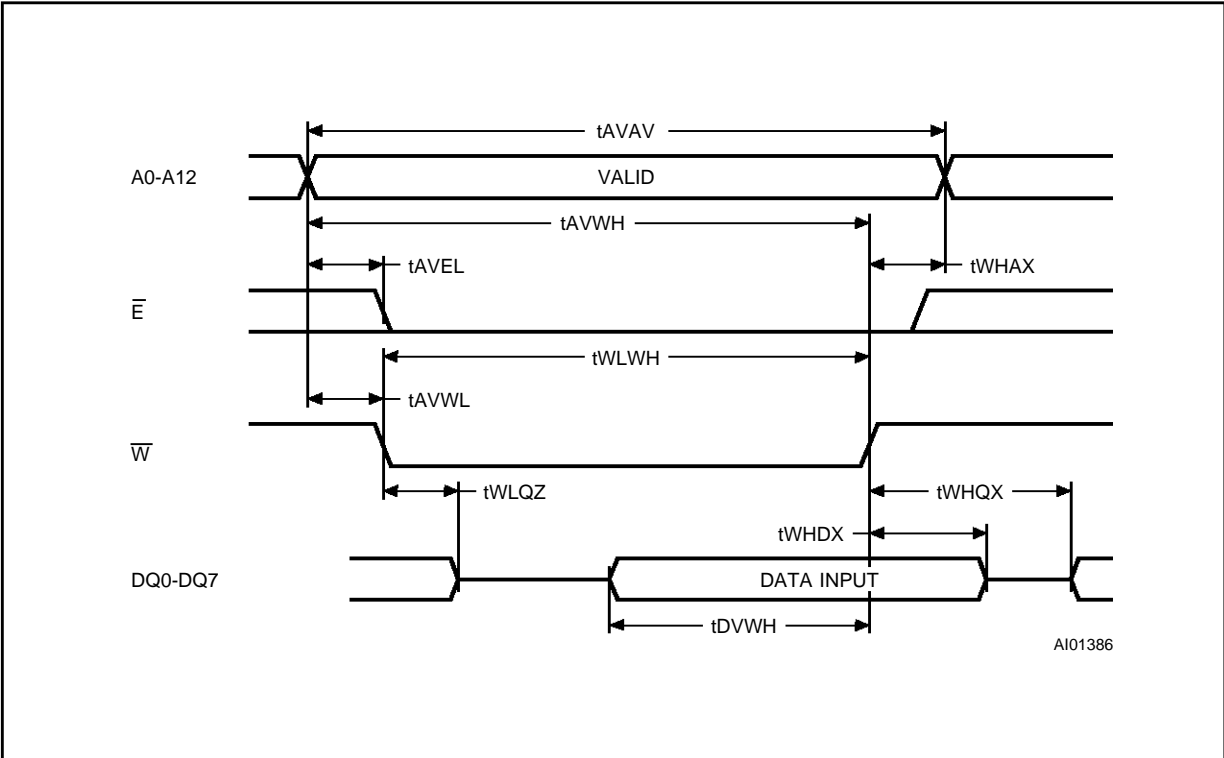 tAVAV
A0-A12
VALID
tAVWH
tAVEL
tWHAX
E̅
tWLWH
tAVWL
W̅
tWLQZ
tWHQX
tWHDX
DQ0-DQ7
DATA INPUT
tDVWH
AI01386